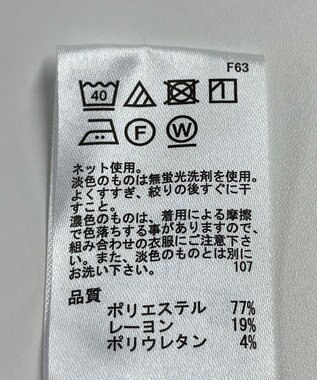 F63
40
F
W
ネット使用。
淡色のものは無蛍光洗剤を使用。
よくすすぎ、絞りの後すぐに干
すこと。
濃色のものは、着用による摩擦
で色落ちする事がありますので、
組み合わせの衣服にご注意下さ
い。また、淡色のものとは別に
お洗い下さい。 107
品質
ポリエステル 77%
レーヨン 19%
ポリウレタン 4%